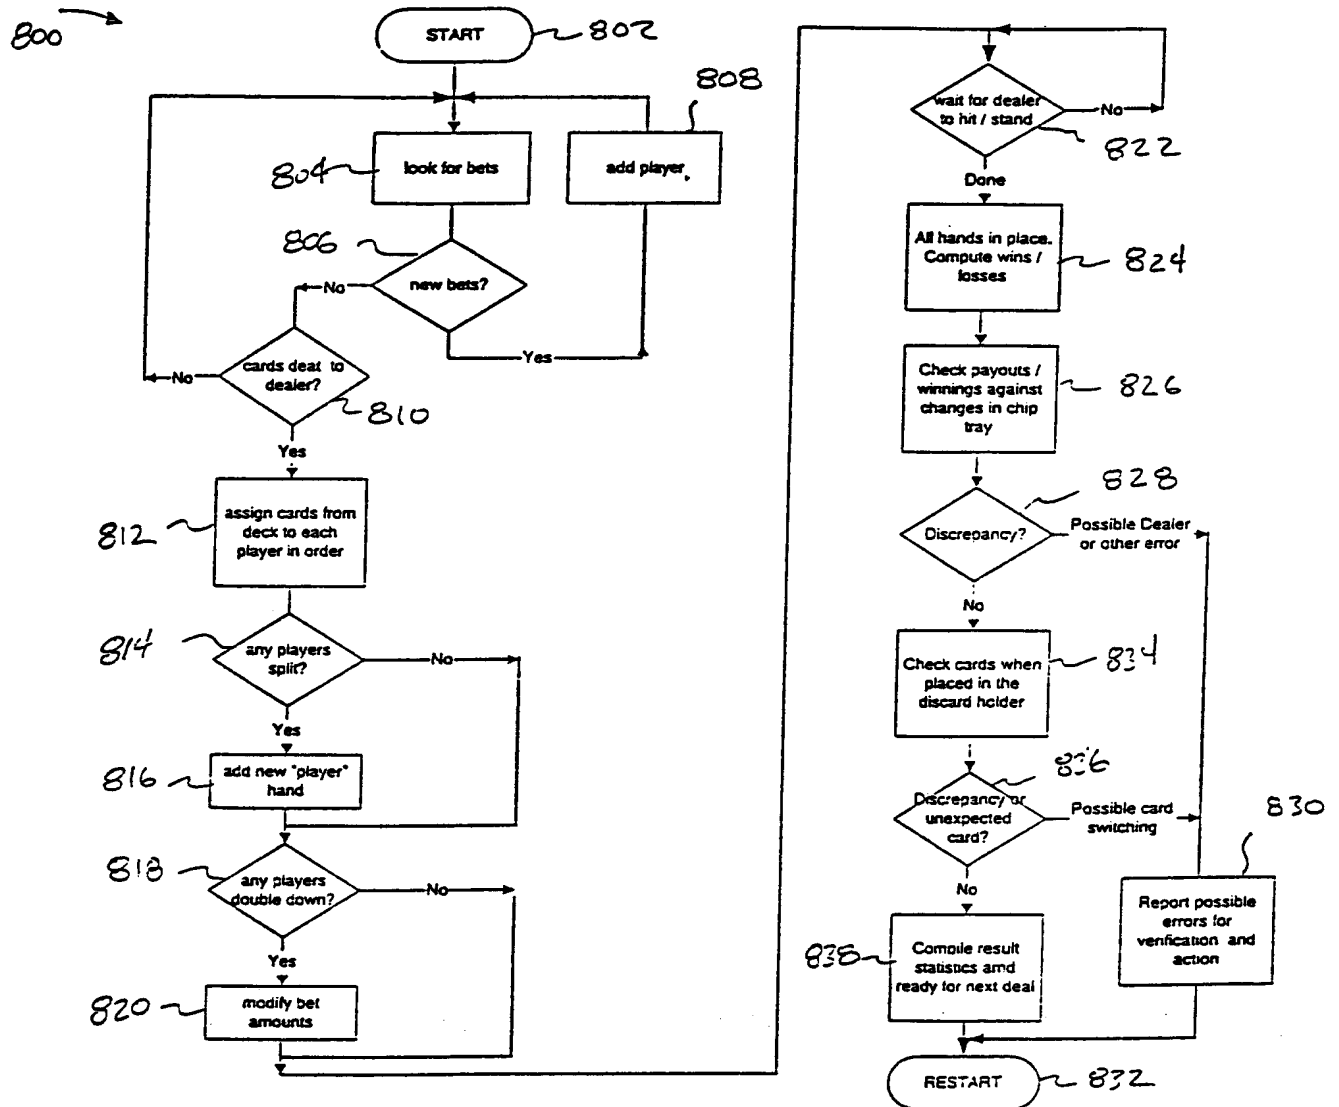 800
START
802
808
804
look for bets
add player
806
new bets?
No
Yes
cards dealt to
dealer?
No
810
Yes
812
assign cards from
deck to each
player in order
814
any players
split?
No
Yes
816
add new "player"
hand
818
any players
double down?
No
Yes
820
modify bet
amounts
wait for dealer
to hit / stand
No
822
Done
All hands in place.
Compute wins /
losses
824
Check payouts /
winnings against
changes in chip
tray
826
828
Discrepancy?
Possible Dealer
or other error
No
Check cards when
placed in the
discard holder
834
836
Discrepancy or
unexpected
card?
Possible card
switching
830
No
Report possible
errors for
verification and
action
838
Compile result
statistics amd
ready for next deal
RESTART
832